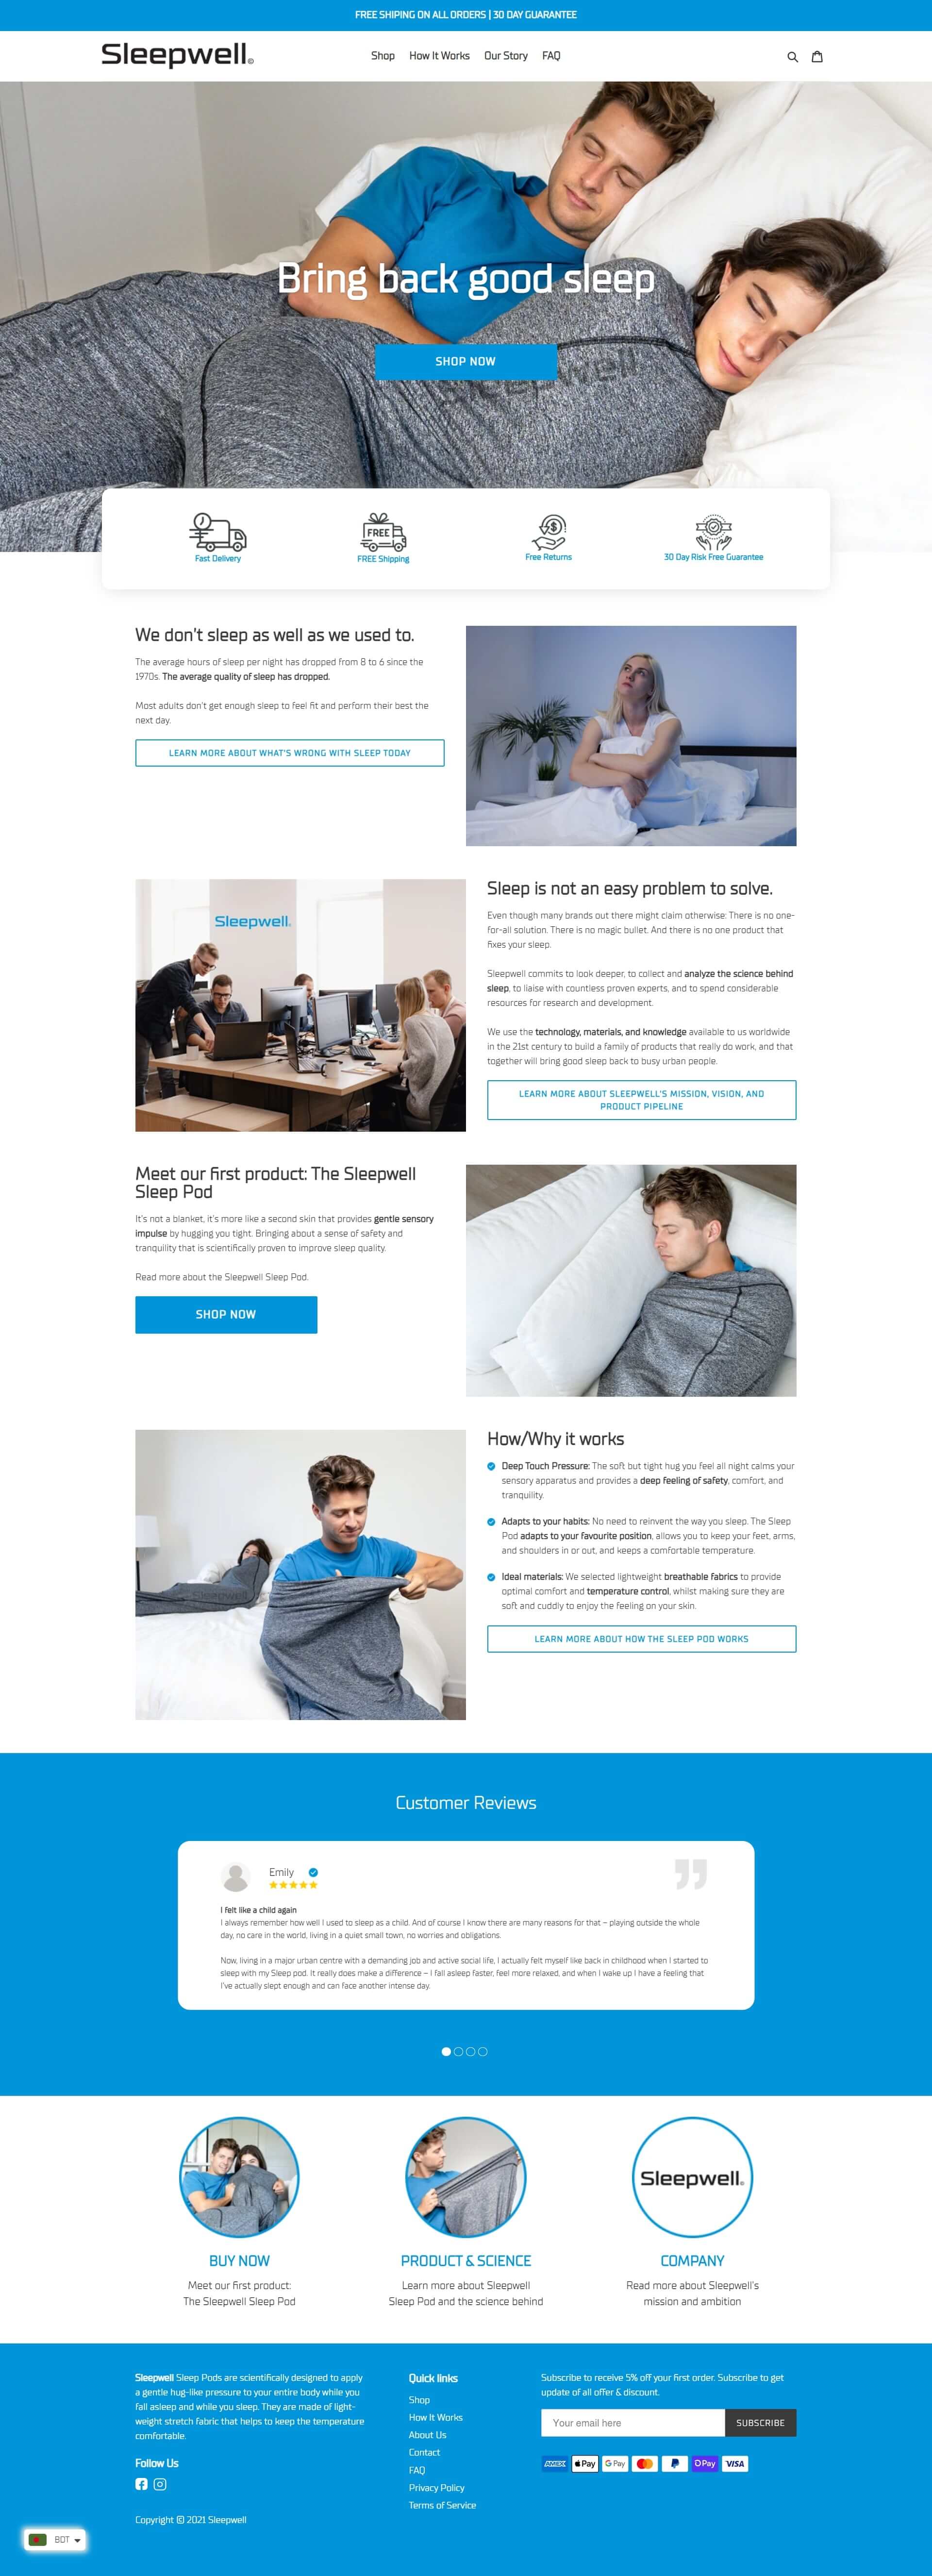 FREE SHIPING ON ALL ORDERS | 30 DAY GUARANTEE
Sleepwell©
Shop
How It Works
Our Story
FAQ
Bring back good sleep
SHOP NOW
Fast Delivery
FREE
FREE Shipping
Free Returns
30 Day Risk Free Guarantee
We don't sleep as well as we used to.
The average hours of sleep per night has dropped from 8 to 6 since the
1970s. The average quality of sleep has dropped.
Most adults don't get enough sleep to feel fit and perform their best the
next day.
LEARN MORE ABOUT WHAT'S WRONG WITH SLEEP TODAY
Sleepwell
Sleep is not an easy problem to solve.
Even though many brands out there might claim otherwise: There is no one-
for-all solution. There is no magic bullet. And there is no one product that
fixes your sleep.
Sleepwell commits to look deeper, to collect and analyze the science behind
sleep, to liaise with countless proven experts, and to spend considerable
resources for research and development.
We use the technology, materials, and knowledge available to us worldwide
in the 21st century to build a family of products that really do work, and that
together will bring good sleep back to busy urban people.
LEARN MORE ABOUT SLEEPWELL'S MISSION, VISION, AND
PRODUCT PIPELINE
Meet our first product: The Sleepwell
Sleep Pod
It's not a blanket, it's more like a second skin that provides gentle sensory
impulse by hugging you tight. Bringing about a sense of safety and
tranquility that is scientifically proven to improve sleep quality.
Read more about the Sleepwell Sleep Pod.
SHOP NOW
How/Why it works
Deep Touch Pressure: The soft but tight hug you feel all night calms your
sensory apparatus and provides a deep feeling of safety, comfort, and
tranquility.
Adapts to your habits: No need to reinvent the way you sleep. The Sleep
Pod adapts to your favourite position, allows you to keep your feet, arms,
and shoulders in or out, and keeps a comfortable temperature.
Ideal materials: We selected lightweight breathable fabrics to provide
optimal comfort and temperature control, whilst making sure they are
soft and cuddly to enjoy the feeling on your skin.
LEARN MORE ABOUT HOW THE SLEEP POD WORKS
Customer Reviews
Emily
I felt like a child again
I always remember how well I used to sleep as a child. And of course I know there are many reasons for that – playing outside the whole
day, no care in the world, living in a quiet small town, no worries and obligations.
Now, living in a major urban centre with a demanding job and active social life, I actually felt myself like back in childhood when I started to
sleep with my Sleep pod. It really does make a difference – I fall asleep faster, feel more relaxed, and when I wake up I have a feeling that
I've actually slept enough and can face another intense day.
Sleepwell©
BUY NOW
Meet our first product:
The Sleepwell Sleep Pod
PRODUCT & SCIENCE
Learn more about Sleepwell
Sleep Pod and the science behind
COMPANY
Read more about Sleepwell's
mission and ambition
Sleepwell Sleep Pods are scientifically designed to apply
a gentle hug-like pressure to your entire body while you
fall asleep and while you sleep. They are made of light-
weight stretch fabric that helps to keep the temperature
comfortable.
Follow Us
Copyright © 2021 Sleepwell
Quick links
Shop
How It Works
About Us
Contact
FAQ
Privacy Policy
Terms of Service
Subscribe to receive 5% off your first order. Subscribe to get
update of all offer & discount.
Your email here
SUBSCRIBE
AMEX
Pay
G Pay
Pay
VISA
BDT